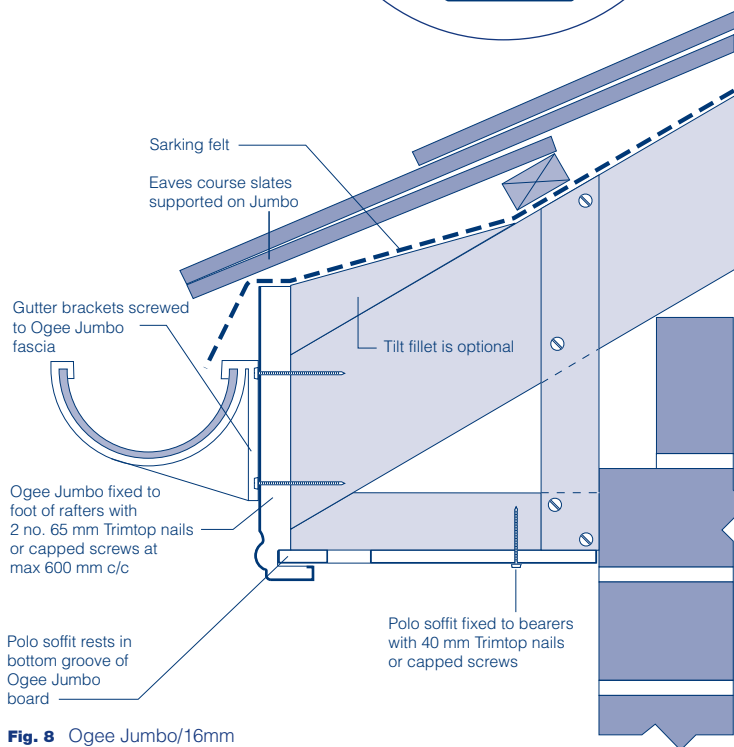 Sarking felt
Eaves course slates
supported on Jumbo
Gutter brackets screwed
to Ogee Jumbo
fascia
Tilt fillet is optional
Ogee Jumbo fixed to
foot of rafters with
2 no. 65 mm Trimtop nails
or capped screws at
max 600 mm c/c
Polo soffit fixed to bearers
with 40 mm Trimtop nails
or capped screws
Polo soffit rests in
bottom groove of
Ogee Jumbo
board
Fig. 8 Ogee Jumbo/16mm